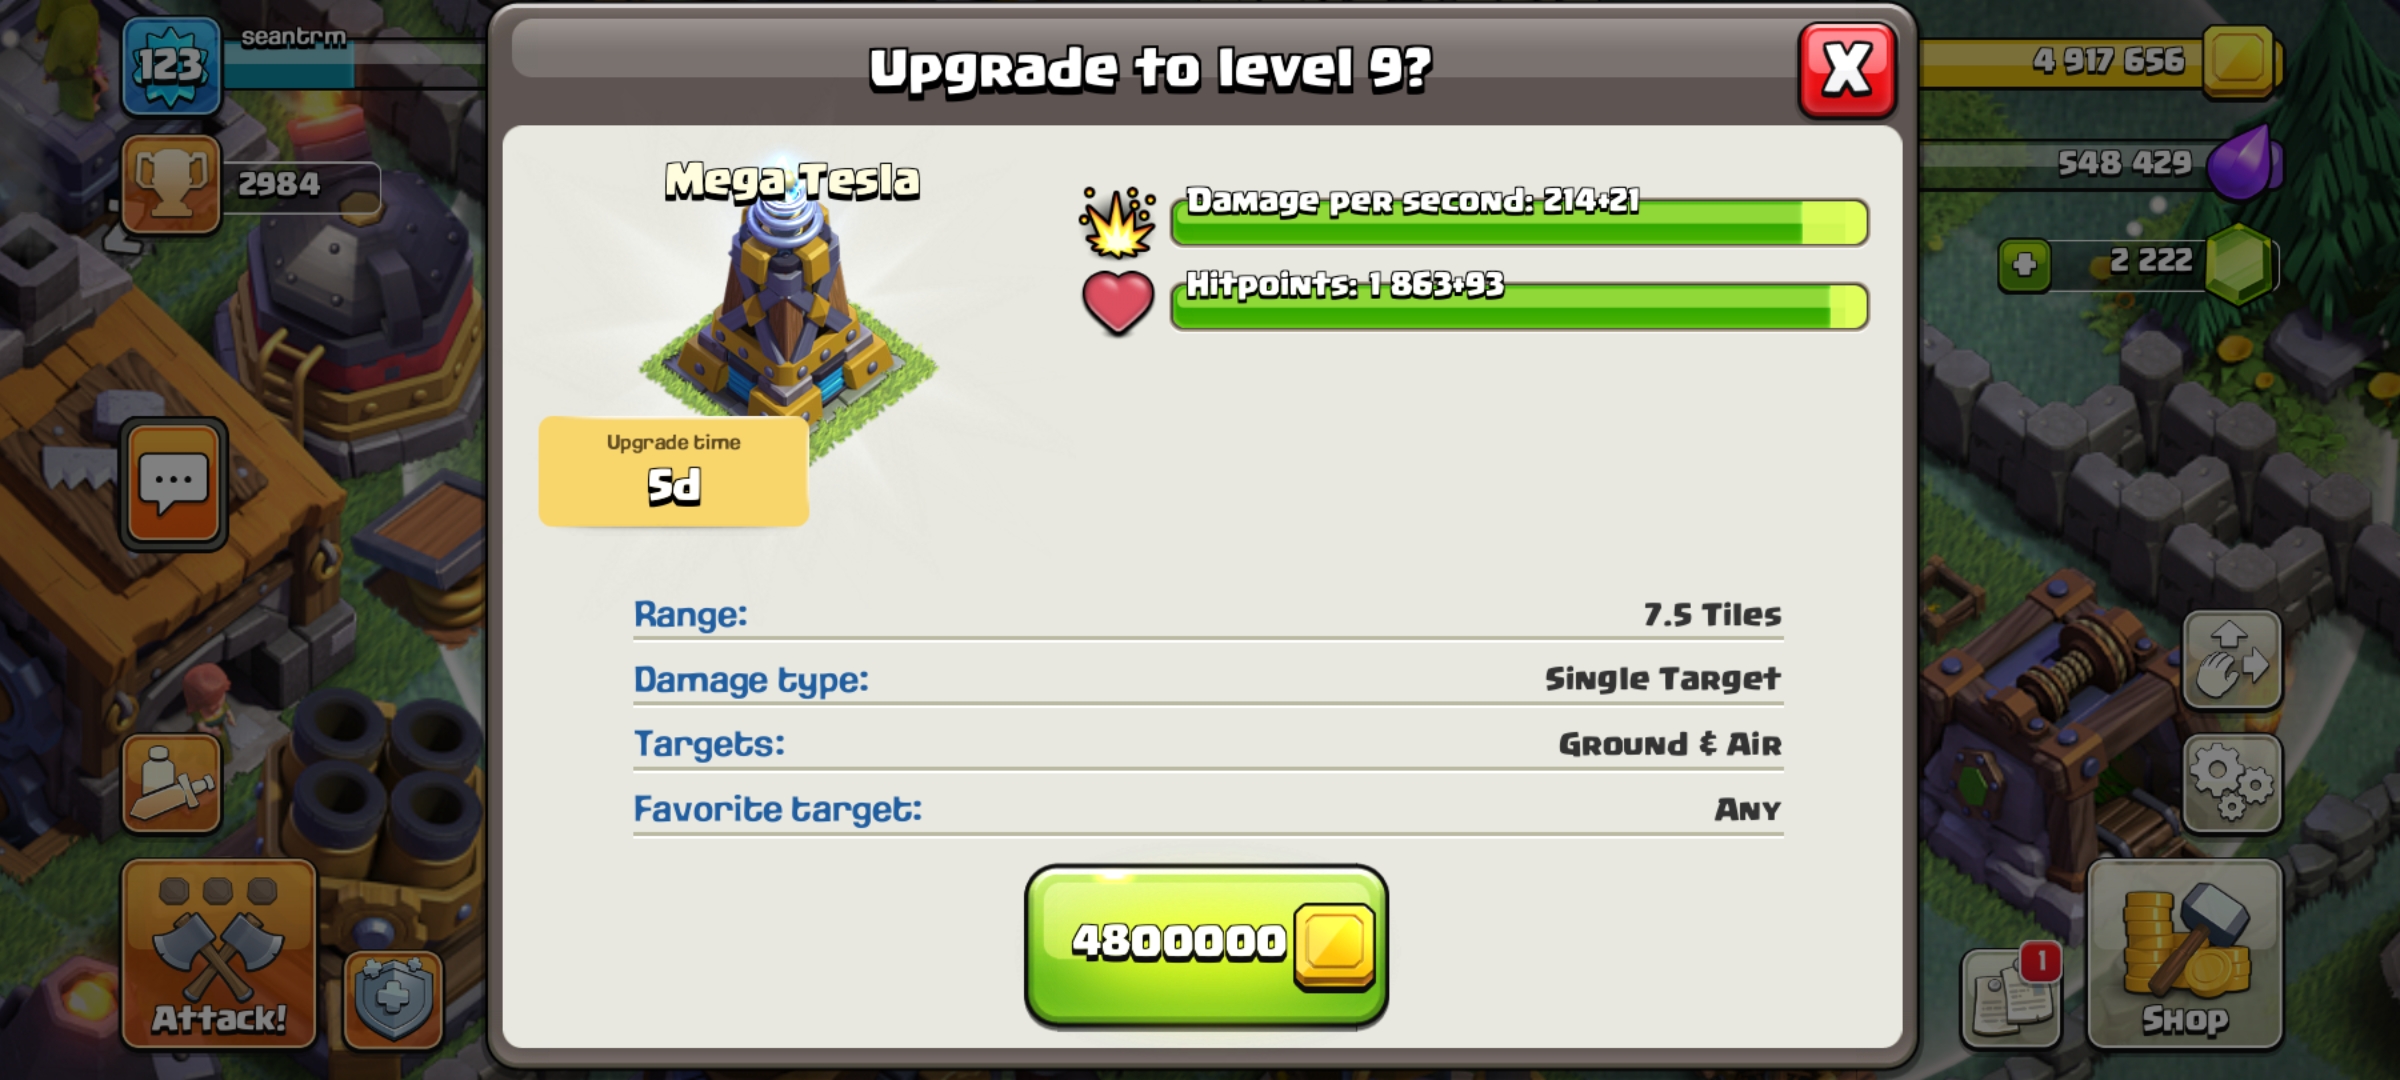 123
seantrm
2984
Attack!
Upgrade to level 9?
X
Mega Tesla
Upgrade time
5d
Damage per second: 214+21
Hitpoints: 1 863+93
Range: 7.5 Tiles
Damage type: Single Target
Targets: Ground & Air
Favorite target: Any
4800000
4 917 656
548 429
2 222
1
Shop